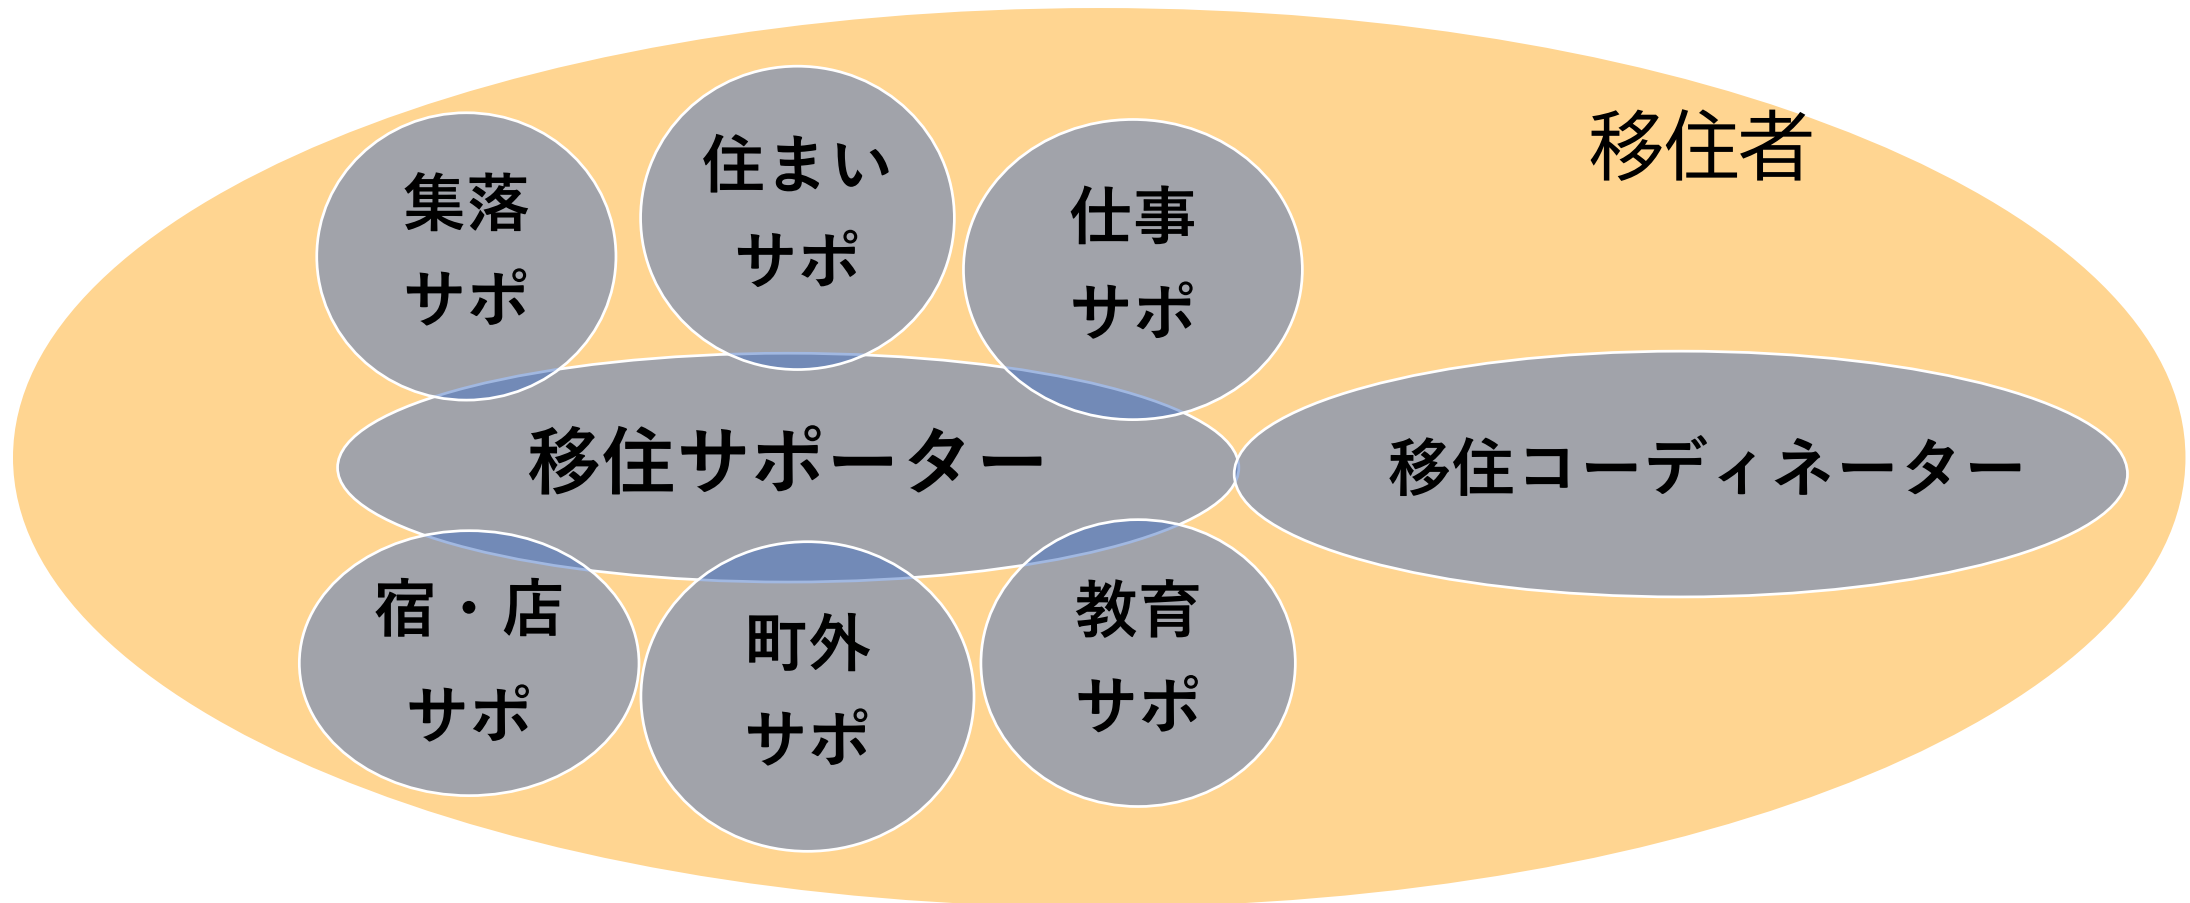 移住者
集落
サポ
住まい
サポ
仕事
サポ
移住サポーター
移住コーディネーター
宿・店
サポ
町外
サポ
教育
サポ